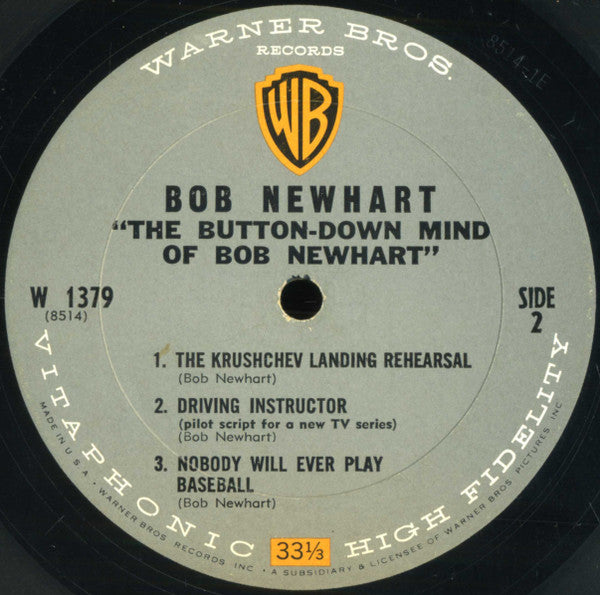 WARNER BROS.
RECORDS
8514-1E
WB
BOB NEWHART
"THE BUTTON-DOWN MIND
OF BOB NEWHART"
W 1379
(8514)
SIDE
2
1. THE KRUSHCHEV LANDING REHEARSAL
(Bob Newhart)
2. DRIVING INSTRUCTOR
(pilot script for a new TV series)
(Bob Newhart)
3. NOBODY WILL EVER PLAY
BASEBALL
(Bob Newhart)
VITAPHONIC HIGH FIDELITY
33⅓
MADE IN U.S.A. • WARNER BROS. RECORDS INC. • A SUBSIDIARY & LICENSEE OF WARNER BROS. PICTURES INC.